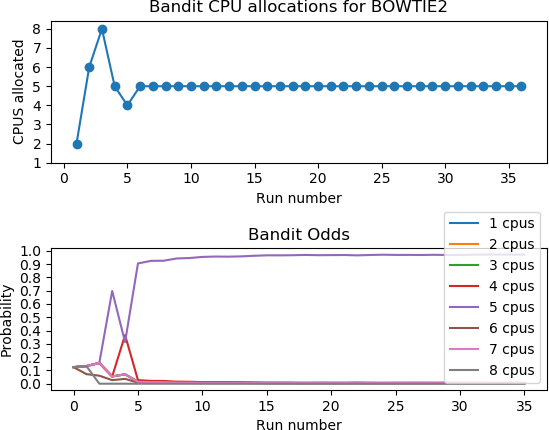 Bandit CPU allocations for BOWTIE2
8
7
6
5
4
3
2
1
CPUS allocated
0 5 10 15 20 25 30 35
Run number
Bandit Odds
1.0
0.9
0.8
0.7
0.6
0.5
0.4
0.3
0.2
0.1
0.0
Probability
1 cpus
2 cpus
3 cpus
4 cpus
5 cpus
6 cpus
7 cpus
8 cpus
0 5 10 15 20 25 30 35
Run number